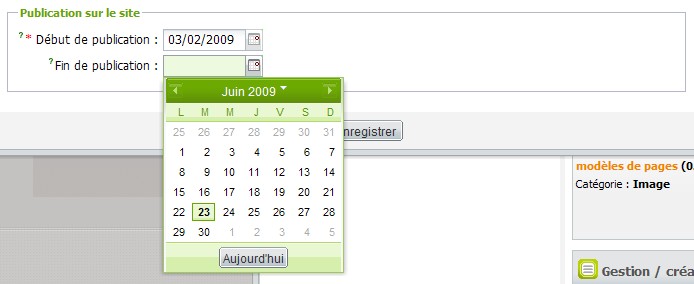 Publication sur le site
? * Début de publication : 03/02/2009
? Fin de publication :
Juin 2009
L M M J V S D
25 26 27 28 29 30 31
1 2 3 4 5 6 7
8 9 10 11 12 13 14
15 16 17 18 19 20 21
22 23 24 25 26 27 28
29 30 1 2 3 4 5
Aujourd'hui
nregistrer
modèles de pages (0
Catégorie : Image
Gestion / créa